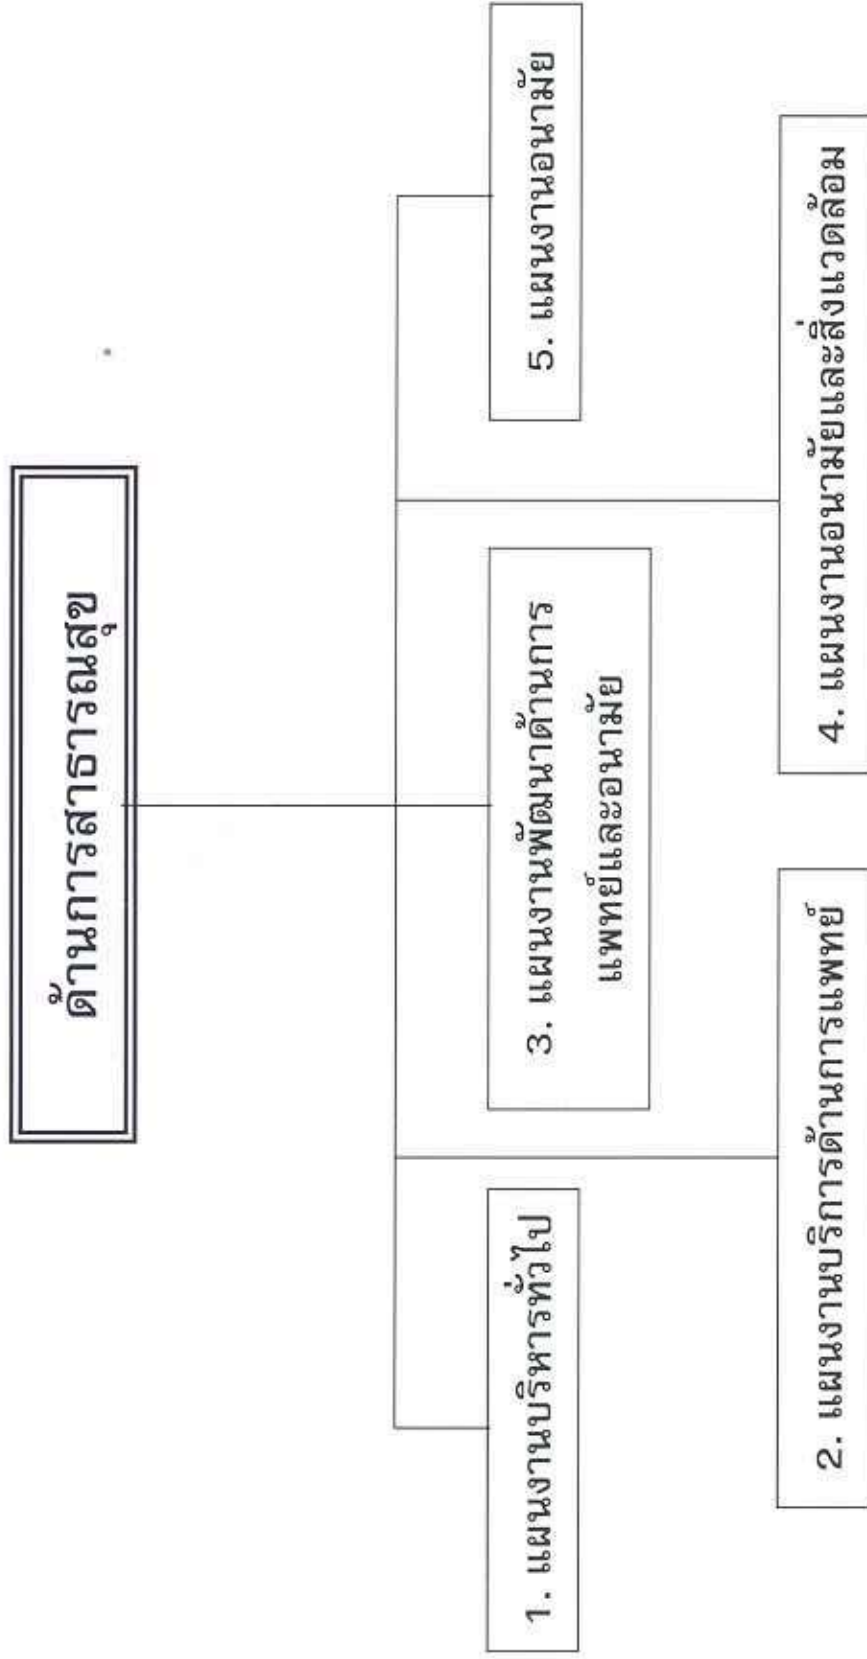 ด้านการสาธารณสุข
1. แผนงานบริหารทั่วไป
2. แผนงานบริการด้านการแพทย์
3. แผนงานพัฒนาด้านการ
แพทย์และอนามัย
4. แผนงานอนามัยและสิ่งแวดล้อม
5. แผนงานอนามัย